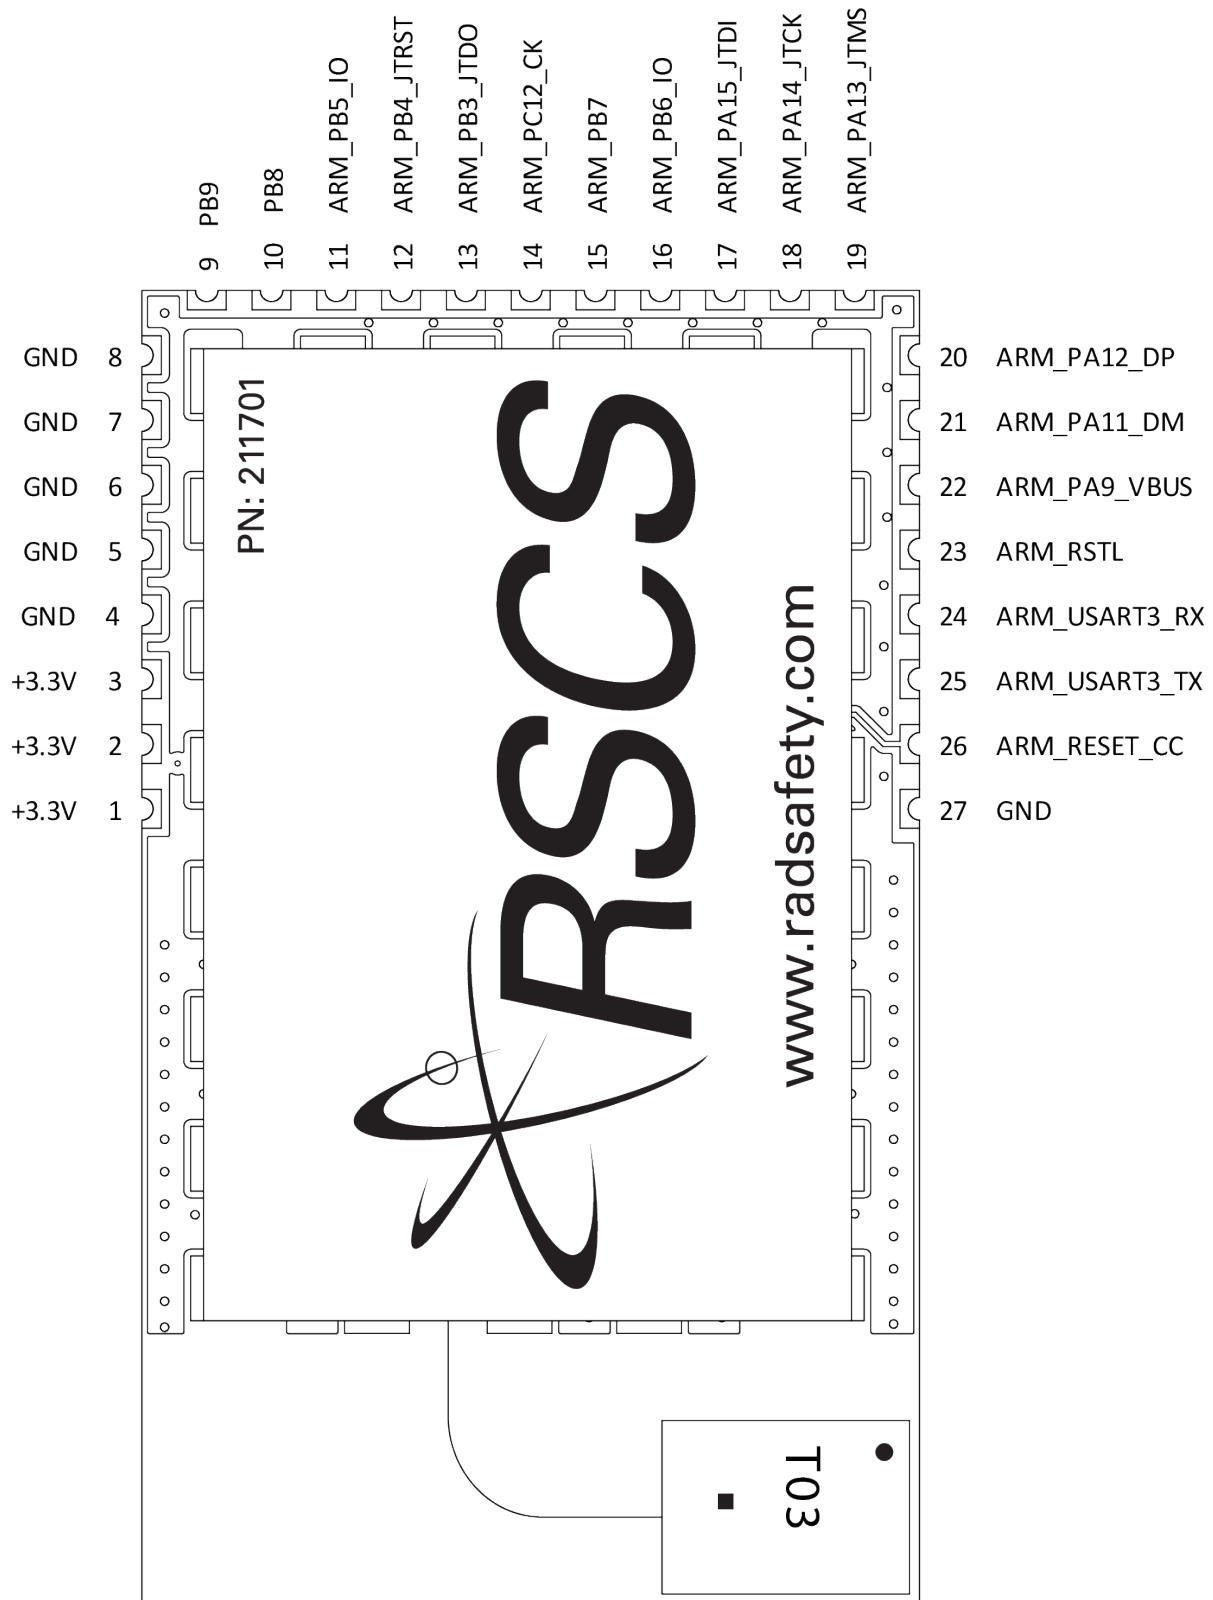 PB9
PB8
ARM_PB5_IO
ARM_PB4_JTRST
ARM_PB3_JTDO
ARM_PC12_CK
ARM_PB7
ARM_PB6_IO
ARM_PA15_JTDI
ARM_PA14_JTCK
ARM_PA13_JTMS
9
10
11
12
13
14
15
16
17
18
19
GND 8
GND 7
GND 6
GND 5
GND 4
+3.3V 3
+3.3V 2
+3.3V 1
PN: 211701
RSCS
www.radsafety.com
20 ARM_PA12_DP
21 ARM_PA11_DM
22 ARM_PA9_VBUS
23 ARM_RSTL
24 ARM_USART3_RX
25 ARM_USART3_TX
26 ARM_RESET_CC
27 GND
T03